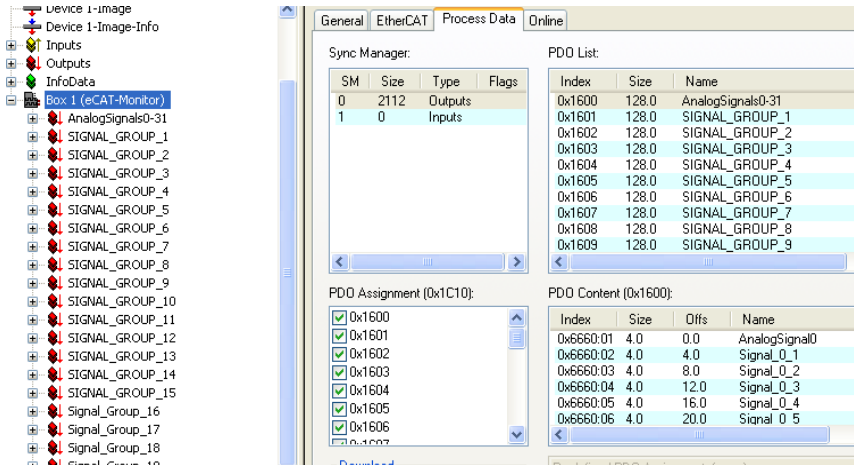 Device 1-Image
Device 1-Image-Info
Inputs
Outputs
InfoData
Box 1 (eCAT-Monitor)
AnalogSignals0-31
SIGNAL_GROUP_1
SIGNAL_GROUP_2
SIGNAL_GROUP_3
SIGNAL_GROUP_4
SIGNAL_GROUP_5
SIGNAL_GROUP_6
SIGNAL_GROUP_7
SIGNAL_GROUP_8
SIGNAL_GROUP_9
SIGNAL_GROUP_10
SIGNAL_GROUP_11
SIGNAL_GROUP_12
SIGNAL_GROUP_13
SIGNAL_GROUP_14
SIGNAL_GROUP_15
Signal_Group_16
Signal_Group_17
Signal_Group_18
General EtherCAT Process Data Online
Sync Manager:
SM Size Type Flags
0 2112 Outputs
1 0 Inputs
PDO List:
Index Size Name
0x1600 128.0 AnalogSignals0-31
0x1601 128.0 SIGNAL_GROUP_1
0x1602 128.0 SIGNAL_GROUP_2
0x1603 128.0 SIGNAL_GROUP_3
0x1604 128.0 SIGNAL_GROUP_4
0x1605 128.0 SIGNAL_GROUP_5
0x1606 128.0 SIGNAL_GROUP_6
0x1607 128.0 SIGNAL_GROUP_7
0x1608 128.0 SIGNAL_GROUP_8
0x1609 128.0 SIGNAL_GROUP_9
PDO Assignment (0x1C10):
0x1600
0x1601
0x1602
0x1603
0x1604
0x1605
0x1606
PDO Content (0x1600):
Index Size Offs Name
0x6660:01 4.0 0.0 AnalogSignal0
0x6660:02 4.0 4.0 Signal_0_1
0x6660:03 4.0 8.0 Signal_0_2
0x6660:04 4.0 12.0 Signal_0_3
0x6660:05 4.0 16.0 Signal_0_4
0x6660:06 4.0 20.0 Signal_0_5
Download